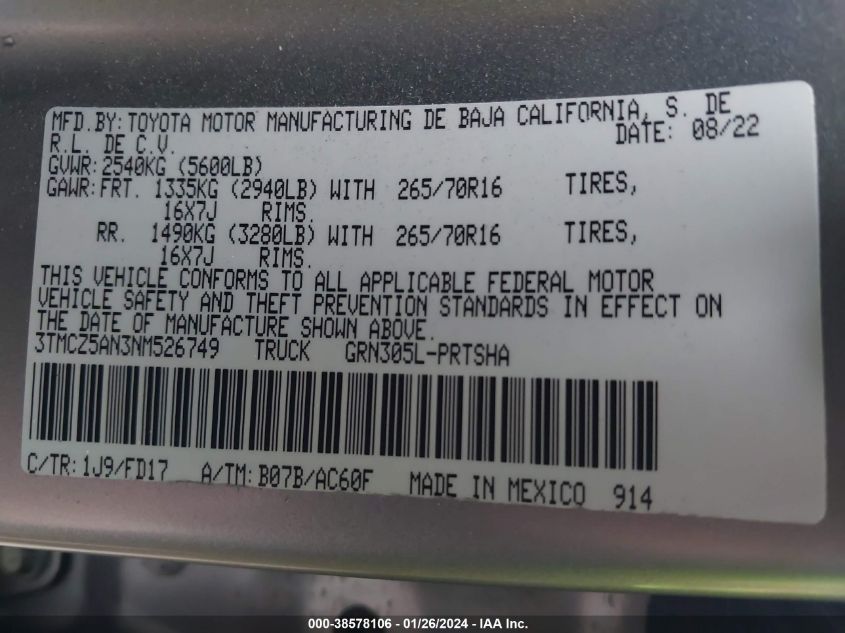 MFD.BY: TOYOTA MOTOR MANUFACTURING DE BAJA CALIFORNIA, S. DE
R.L. DE C.V. DATE: 08/22
GVWR: 2540KG (5600LB)
GAWR: FRT. 1335KG (2940LB) WITH 265/70R16 TIRES,
16X7J RIMS.
RR. 1490KG (3280LB) WITH 265/70R16 TIRES,
16X7J RIMS.
THIS VEHICLE CONFORMS TO ALL APPLICABLE FEDERAL MOTOR
VEHICLE SAFETY AND THEFT PREVENTION STANDARDS IN EFFECT ON
THE DATE OF MANUFACTURE SHOWN ABOVE.
3TMCZ5AN3NM526749 TRUCK GRN305L-PRTSHA
C/TR: 1J9/FD17 A/TM: B07B/AC60F MADE IN MEXICO 914
000-38578106 — 01/26/2024 — IAA Inc.